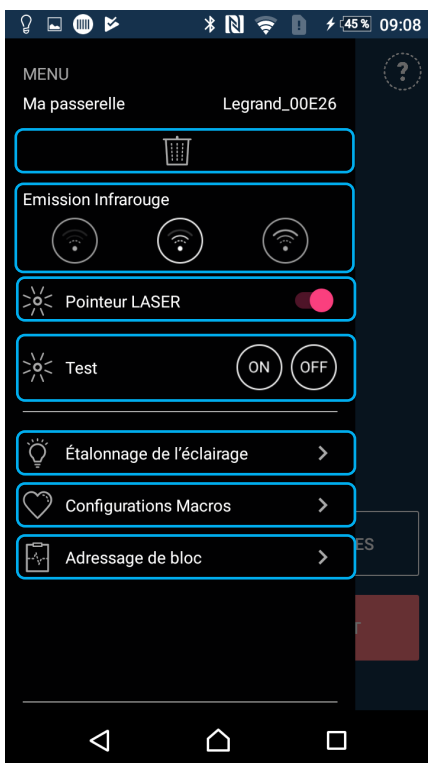 45 % 09:08
MENU
?
Ma passerelle Legrand_00E26
Emission Infrarouge
Pointeur LASER
Test ON OFF
Étalonnage de l'éclairage
Configurations Macros
ES
Adressage de bloc
T